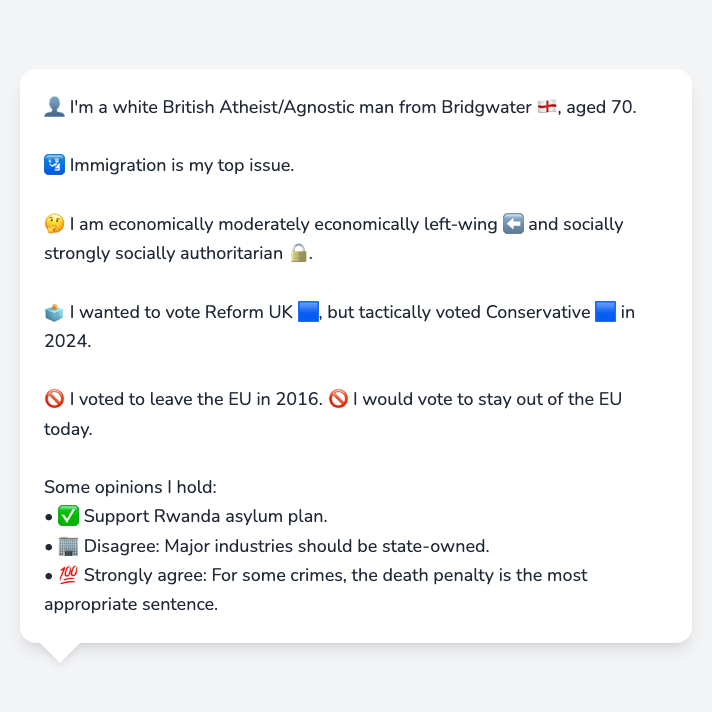 👤 I'm a white British Atheist/Agnostic man from Bridgwater 🏴󠁧󠁢󠁥󠁮󠁧󠁿, aged 70.
🛂 Immigration is my top issue.
🤔 I am economically moderately economically left-wing ⬅️ and socially
strongly socially authoritarian 🔒.
🗳️ I wanted to vote Reform UK 🟦, but tactically voted Conservative 🟦 in
2024.
🚫 I voted to leave the EU in 2016. 🚫 I would vote to stay out of the EU
today.
Some opinions I hold:
• ✅ Support Rwanda asylum plan.
• 🏢 Disagree: Major industries should be state-owned.
• 💯 Strongly agree: For some crimes, the death penalty is the most
appropriate sentence.